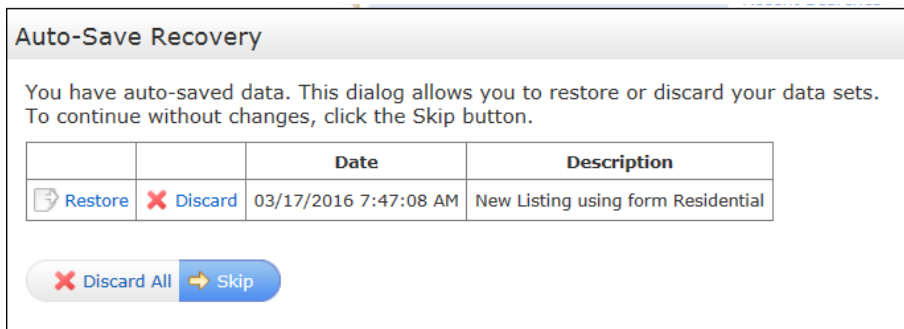 Auto-Save Recovery
You have auto-saved data. This dialog allows you to restore or discard your data sets.
To continue without changes, click the Skip button.
Date Description
Restore Discard 03/17/2016 7:47:08 AM New Listing using form Residential
Discard All Skip